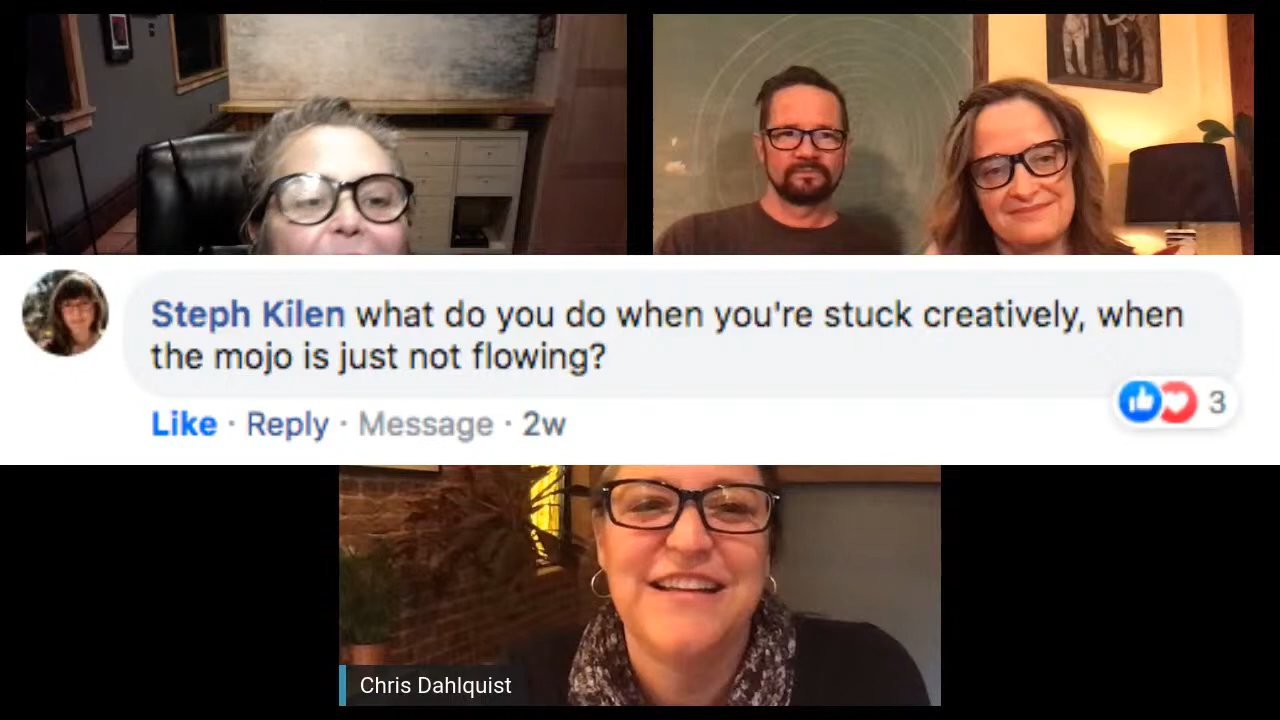 Steph Kilen what do you do when you're stuck creatively, when
the mojo is just not flowing?
Like · Reply · Message · 2w
3
Chris Dahlquist